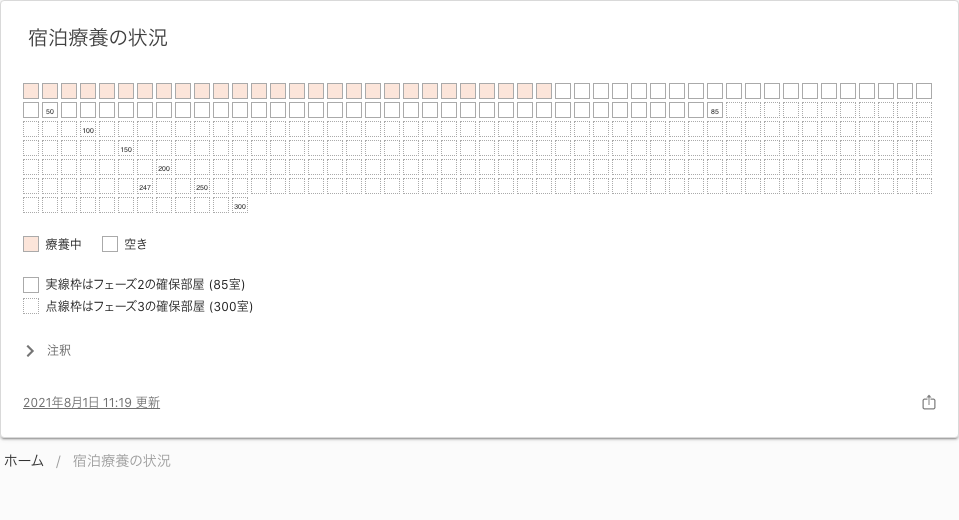 宿泊療養の状況
50
85
100
150
200
247 250
300
療養中 空き
実線枠はフェーズ2の確保部屋 (85室)
点線枠はフェーズ3の確保部屋 (300室)
注釈
2021年8月1日 11:19 更新
ホーム / 宿泊療養の状況